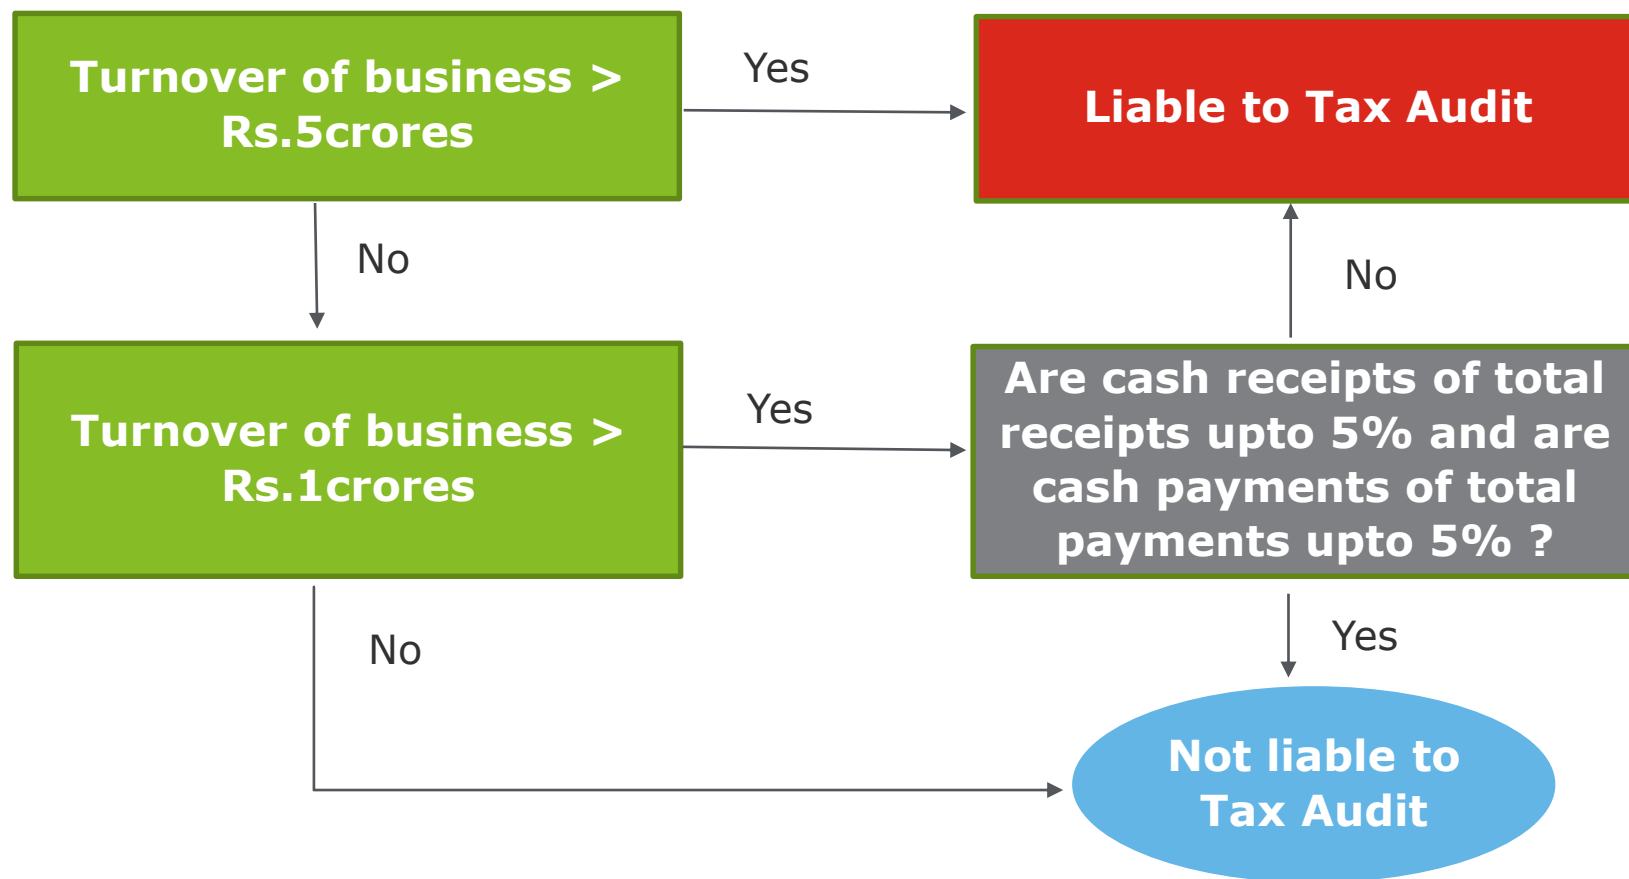 Turnover of business >
Rs.5crores
Yes
Liable to Tax Audit
No
No
Turnover of business >
Rs.1crores
Yes
Are cash receipts of total
receipts upto 5% and are
cash payments of total
payments upto 5% ?
No
Yes
Not liable to
Tax Audit